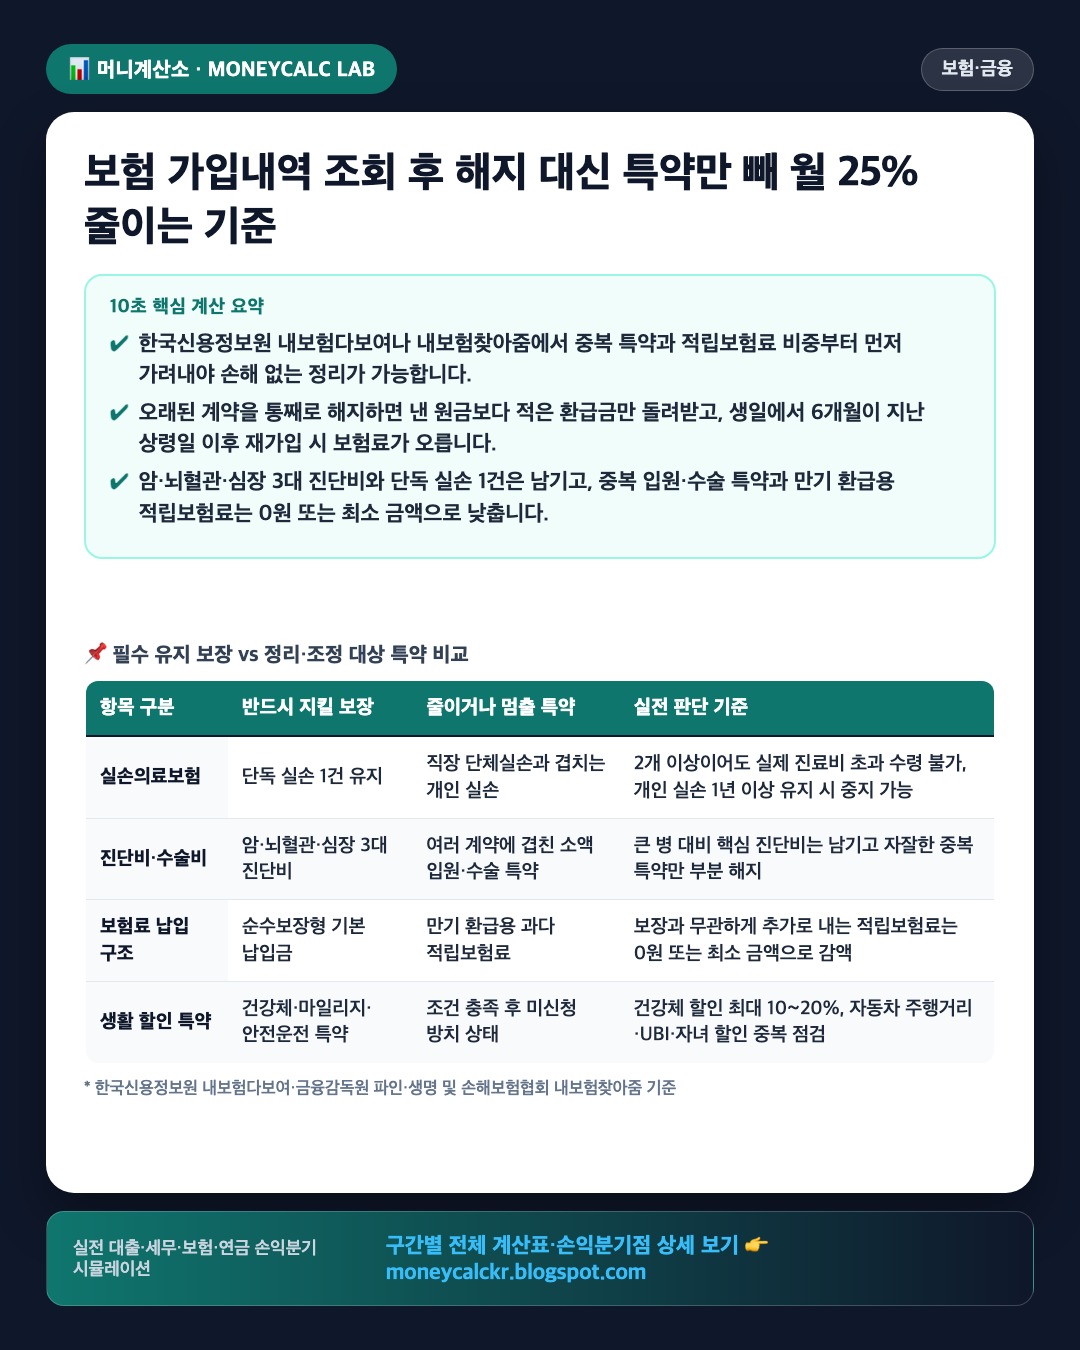 📊 머니계산소 · MONEYCALC LAB
보험·금융
보험 가입내역 조회 후 해지 대신 특약만 빼 월 25%
줄이는 기준
10초 핵심 계산 요약
✔ 한국신용정보원 내보험다보여나 내보험찾아줌에서 중복 특약과 적립보험료 비중부터 먼저
가려내야 손해 없는 정리가 가능합니다.
✔ 오래된 계약을 통째로 해지하면 낸 원금보다 적은 환급금만 돌려받고, 생일에서 6개월이 지난
상령일 이후 재가입 시 보험료가 오릅니다.
✔ 암·뇌혈관·심장 3대 진단비와 단독 실손 1건은 남기고, 중복 입원·수술 특약과 만기 환급용
적립보험료는 0원 또는 최소 금액으로 낮춥니다.
📌 필수 유지 보장 vs 정리·조정 대상 특약 비교
항목 구분 반드시 지킬 보장 줄이거나 멈출 특약 실전 판단 기준
실손의료보험
단독 실손 1건 유지
직장 단체실손과 겹치는
개인 실손
2개 이상이어도 실제 진료비 초과 수령 불가,
개인 실손 1년 이상 유지 시 중지 가능
진단비·수술비
암·뇌혈관·심장 3대
진단비
여러 계약에 겹친 소액
입원·수술 특약
큰 병 대비 핵심 진단비는 남기고 자잘한 중복
특약만 부분 해지
보험료 납입
구조
순수보장형 기본
납입금
만기 환급용 과다
적립보험료
보장과 무관하게 추가로 내는 적립보험료는
0원 또는 최소 금액으로 감액
생활 할인 특약
건강체·마일리지·
안전운전 특약
조건 충족 후 미신청
방치 상태
건강체 할인 최대 10~20%, 자동차 주행거리
·UBI·자녀 할인 중복 점검
* 한국신용정보원 내보험다보여·금융감독원 파인·생명 및 손해보험협회 내보험찾아줌 기준
실전 대출·세무·보험·연금 손익분기
시뮬레이션
구간별 전체 계산표·손익분기점 상세 보기 👉
moneycalckr.blogspot.com